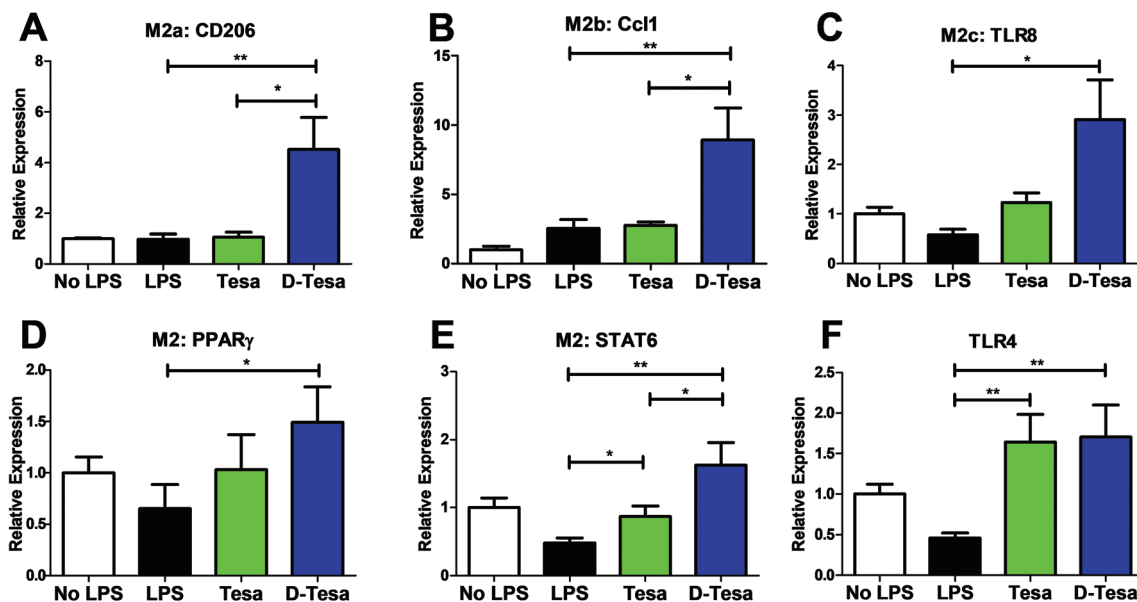 A
M2a: CD206
Relative Expression
8
6
4
2
0
**
*
No LPS LPS Tesa D-Tesa
B
M2b: Ccl1
Relative Expression
15
10
5
0
**
*
No LPS LPS Tesa D-Tesa
C
M2c: TLR8
Relative Expression
4
3
2
1
0
*
No LPS LPS Tesa D-Tesa
D
M2: PPARγ
Relative Expression
2.0
1.5
1.0
0.5
0.0
*
No LPS LPS Tesa D-Tesa
E
M2: STAT6
Relative Expression
3
2
1
0
**
*
*
No LPS LPS Tesa D-Tesa
F
TLR4
Relative Expression
2.5
2.0
1.5
1.0
0.5
0.0
**
**
No LPS LPS Tesa D-Tesa